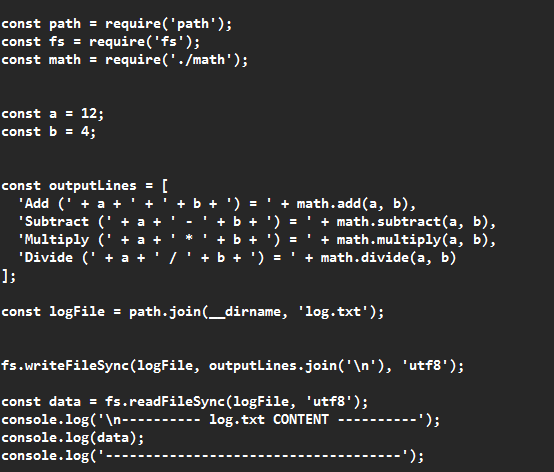 const path = require('path');
const fs = require('fs');
const math = require('./math');
const a = 12;
const b = 4;
const outputLines = [
  'Add (' + a + ' + ' + b + ') = ' + math.add(a, b),
  'Subtract (' + a + ' - ' + b + ') = ' + math.subtract(a, b),
  'Multiply (' + a + ' * ' + b + ') = ' + math.multiply(a, b),
  'Divide (' + a + ' / ' + b + ') = ' + math.divide(a, b)
];
const logFile = path.join(__dirname, 'log.txt');
fs.writeFileSync(logFile, outputLines.join('\n'), 'utf8');
const data = fs.readFileSync(logFile, 'utf8');
console.log('\n---------- log.txt CONTENT ----------');
console.log(data);
console.log('-------------------------------------');